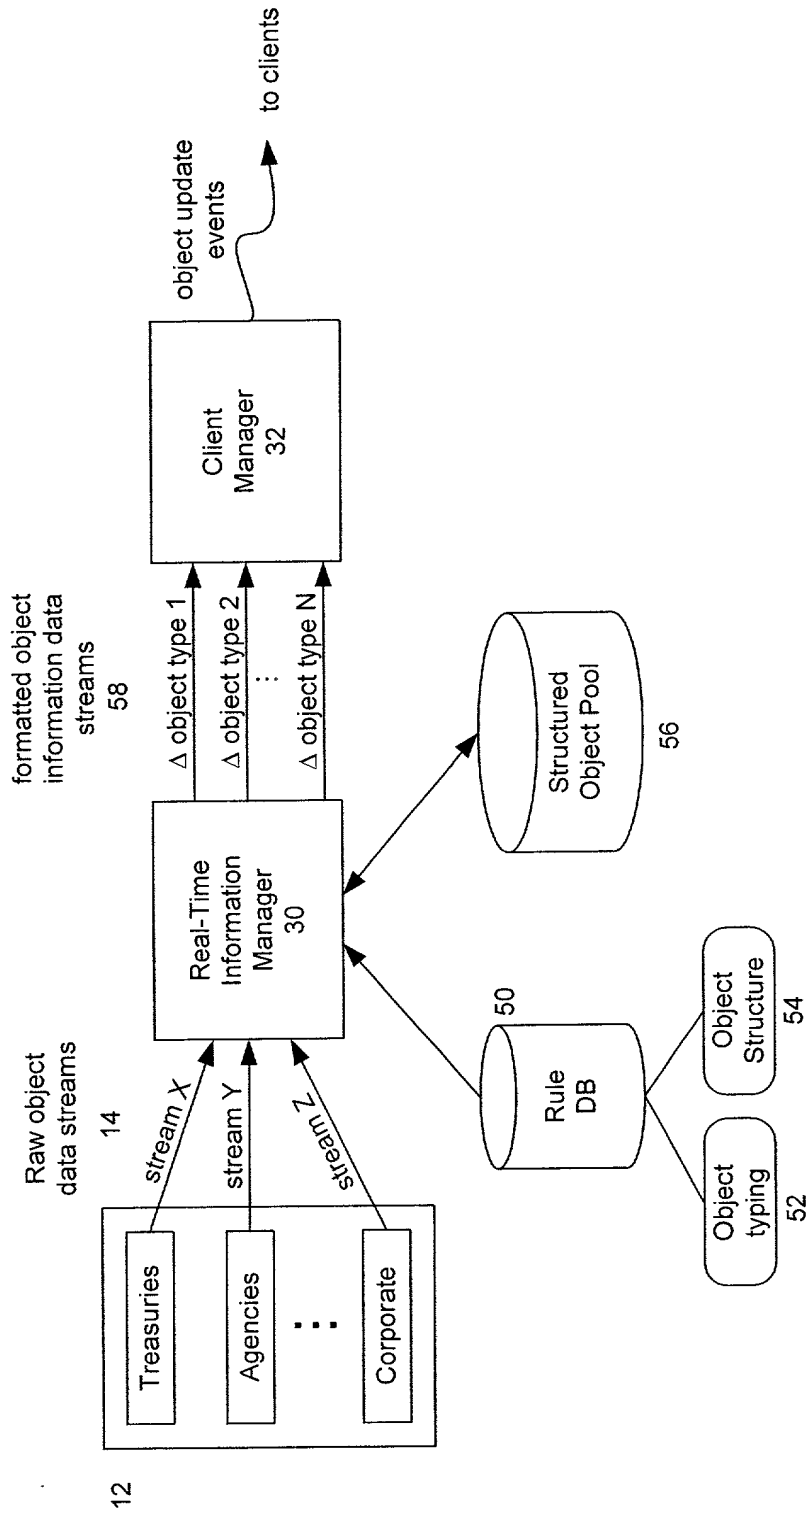 12
Treasuries
Agencies
Corporate
Raw object
data streams
14
stream X
stream Y
stream Z
Real-Time
Information
Manager
30
formatted object
information data
streams
58
Δ object type 1
Δ object type 2
Δ object type N
Client
Manager
32
object update
events
to clients
50
Rule
DB
Object
typing
52
Object
Structure
54
Structured
Object Pool
56